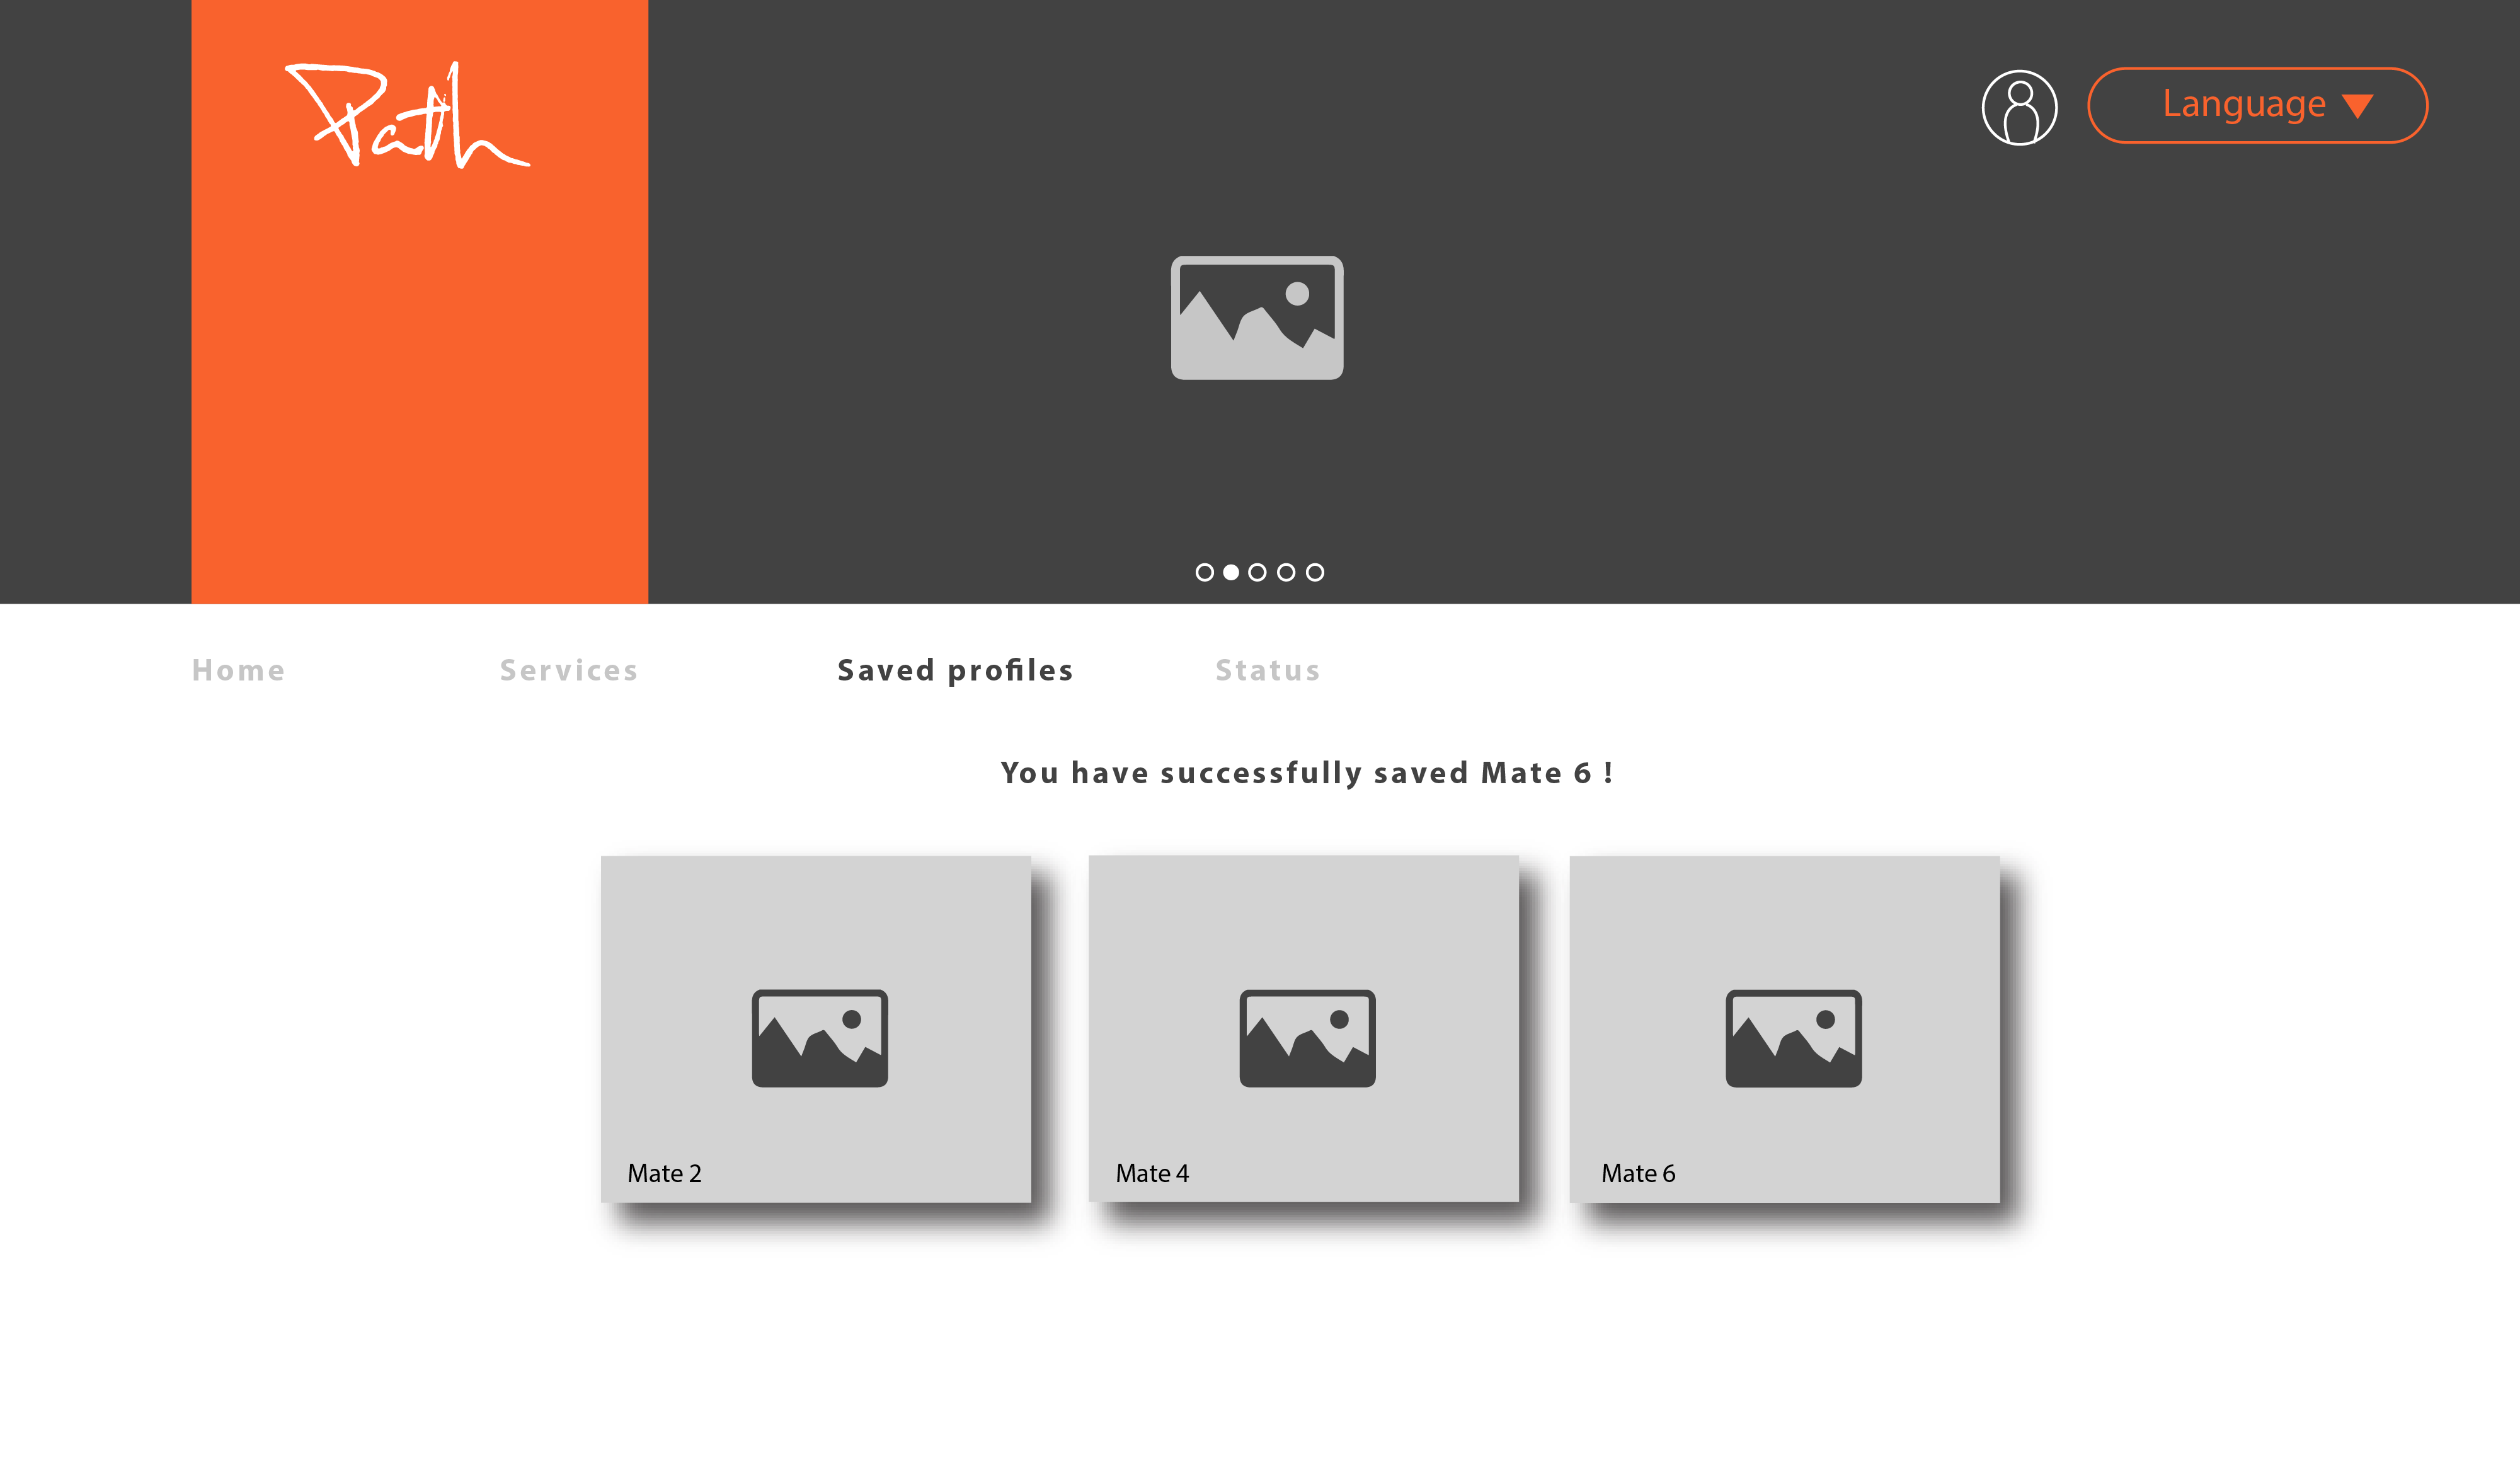 Path
Language
Home
Services
Saved profiles
Status
You have successfully saved Mate 6 !
Mate 2
Mate 4
Mate 6